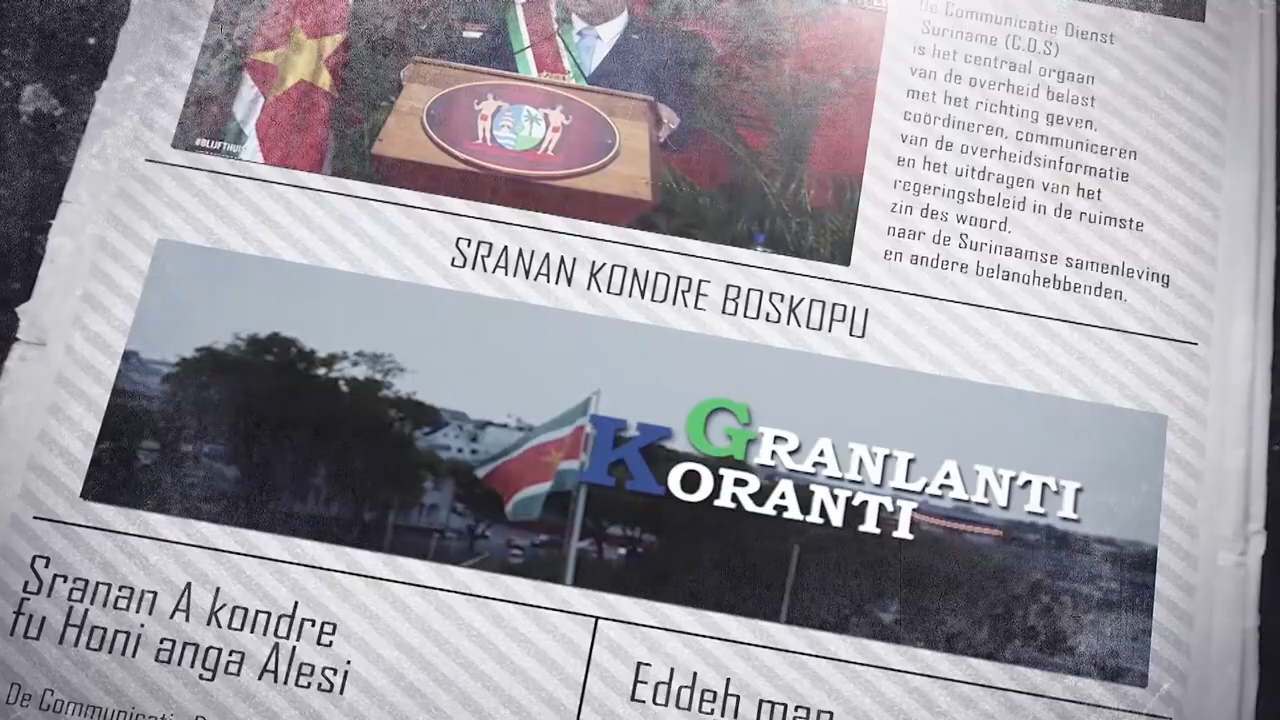 De Communicatie Dienst
Suriname (C.D.S)
is het centraal orgaan
van de overheid belast
met het richting geven,
coördineren, communiceren
van de overheidsinformatie
en het uitdragen van het
regeringsbeleid in de ruimste
zin des woord.
naar de Surinaamse samenleving
en andere belanghebbenden.
SRANAN KONDRE BOSKOPU
GRANLANTI
KORANTI
Sranan A kondre
fu Honi anga Alesi
Eddeh man
De